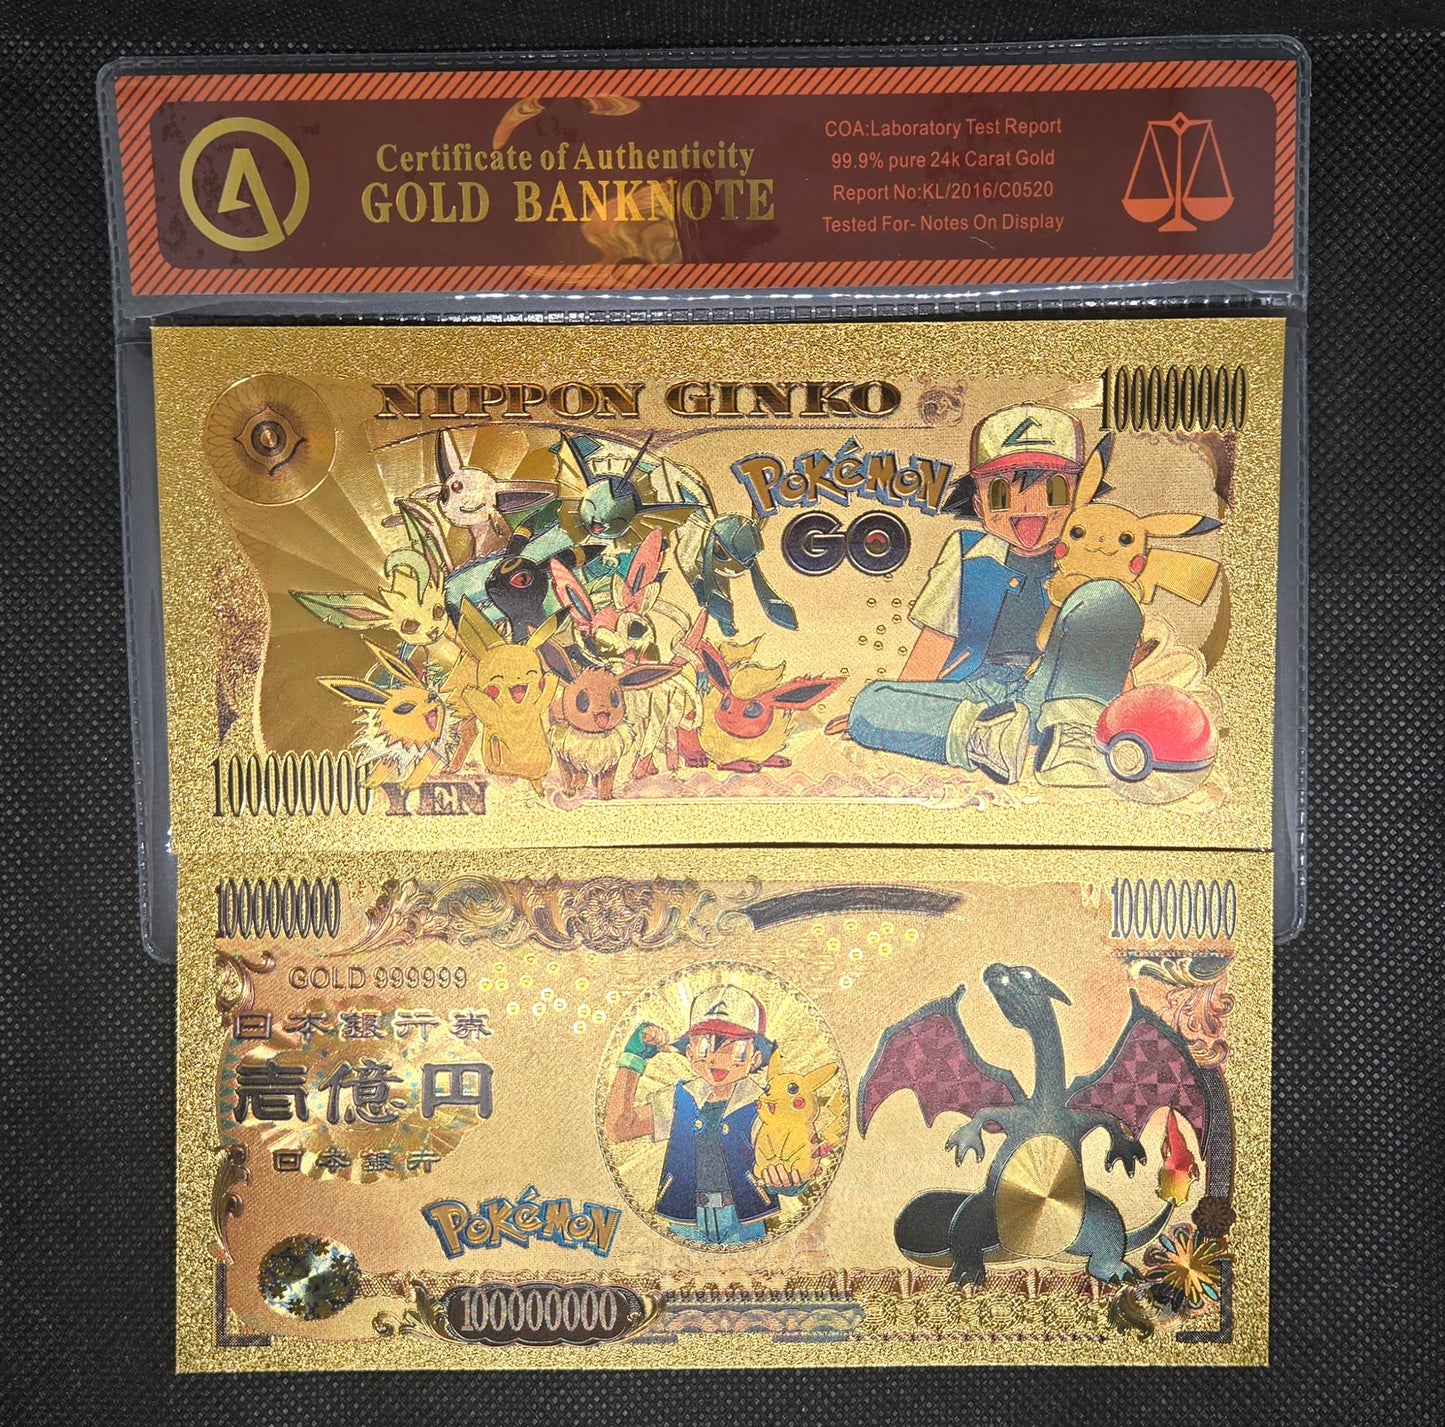 Certificate of Authenticity
GOLD BANKNOTE
COA:Laboratory Test Report
99.9% pure 24k Carat Gold
Report No:KL/2016/C0520
Tested For- Notes On Display
NIPPON GINKO
100000000
POKéMON
GO
100000000
YEN
100000000
100000000
GOLD 999999
日本銀行券
壱億円
日本銀行
POKéMON
100000000